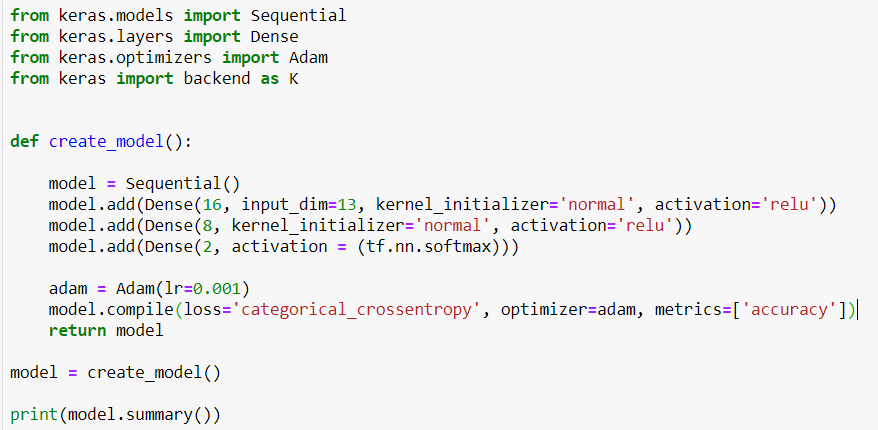 from keras.models import Sequential
from keras.layers import Dense
from keras.optimizers import Adam
from keras import backend as K
def create_model():
    model = Sequential()
    model.add(Dense(16, input_dim=13, kernel_initializer='normal', activation='relu'))
    model.add(Dense(8, kernel_initializer='normal', activation='relu'))
    model.add(Dense(2, activation = (tf.nn.softmax)))
    adam = Adam(lr=0.001)
    model.compile(loss='categorical_crossentropy', optimizer=adam, metrics=['accuracy'])
    return model
model = create_model()
print(model.summary())